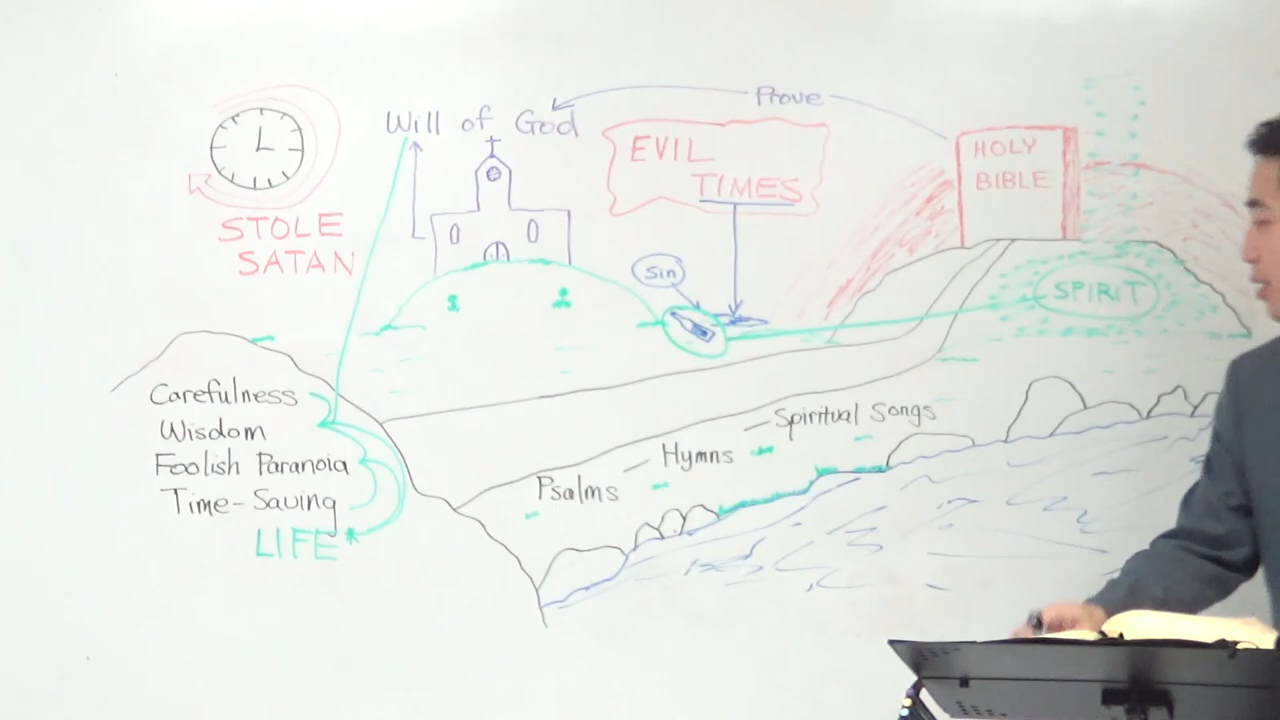 Will of God
Prove
EVIL
TIMES
HOLY
BIBLE
STOLE
SATAN
Sin
SPIRIT
Carefulness
Wisdom
Foolish Paranoia
Time-Saving
LIFE
Psalms
Hymns
Spiritual Songs